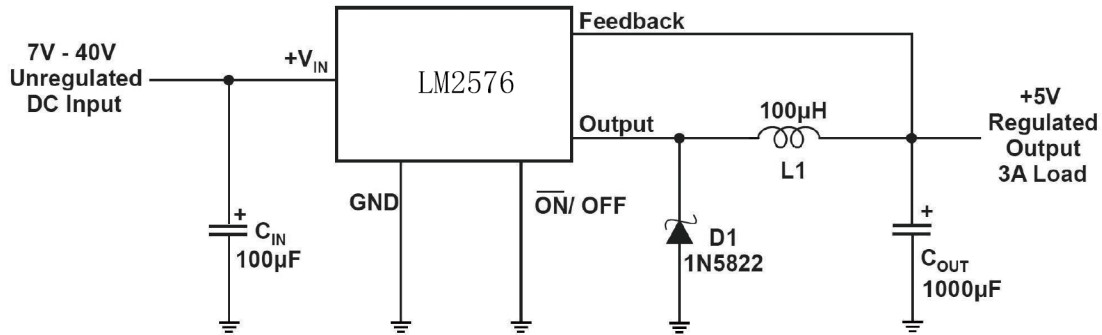 7V - 40V
Unregulated
DC Input
+VIN
LM2576
Feedback
Output
100µH
L1
+5V
Regulated
Output
3A Load
GND
ON/ OFF
+
CIN
100µF
D1
1N5822
+
COUT
1000µF